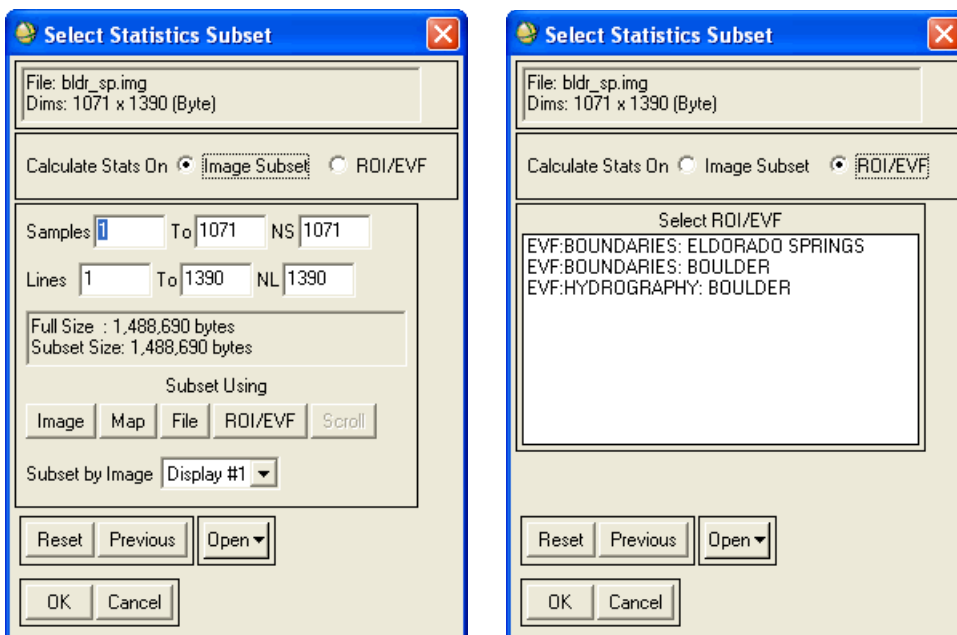 Select Statistics Subset
File: bldr_sp.img
Dims: 1071 x 1390 (Byte)
Calculate Stats On Image Subset ROI/EVF
Samples 1 To 1071 NS 1071
Lines 1 To 1390 NL 1390
Full Size : 1,488,690 bytes
Subset Size: 1,488,690 bytes
Subset Using
Image Map File ROI/EVF Scroll
Subset by Image Display #1
Reset Previous Open
OK Cancel
Select Statistics Subset
File: bldr_sp.img
Dims: 1071 x 1390 (Byte)
Calculate Stats On Image Subset ROI/EVF
Select ROI/EVF
EVF:BOUNDARIES: ELDORADO SPRINGS
EVF:BOUNDARIES: BOULDER
EVF:HYDROGRAPHY: BOULDER
Reset Previous Open
OK Cancel